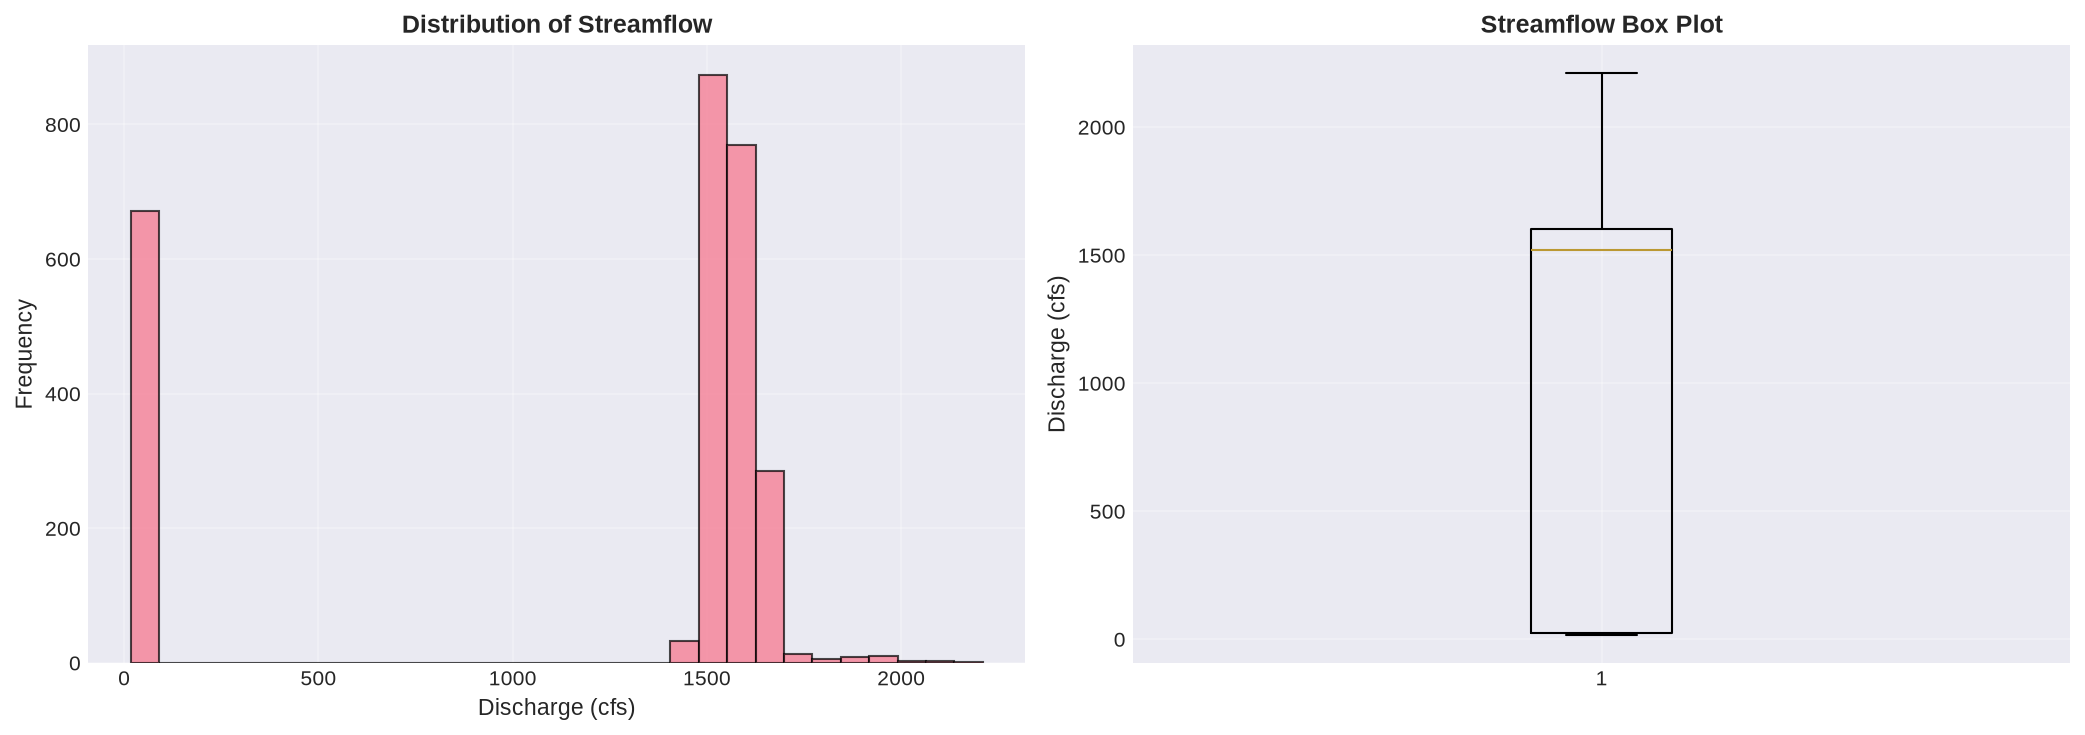 Distribution of Streamflow
Frequency
800
600
400
200
0
0 500 1000 1500 2000
Discharge (cfs)
Streamflow Box Plot
Discharge (cfs)
2000
1500
1000
500
0
1